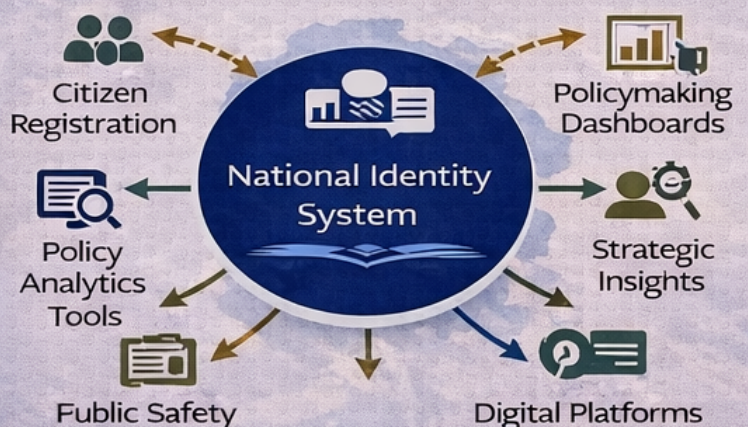 Citizen
Registration
Policymaking
Dashboards
National Identity
System
Policy
Analytics
Tools
Strategic
Insights
Fublic Safety
Digital Platforms